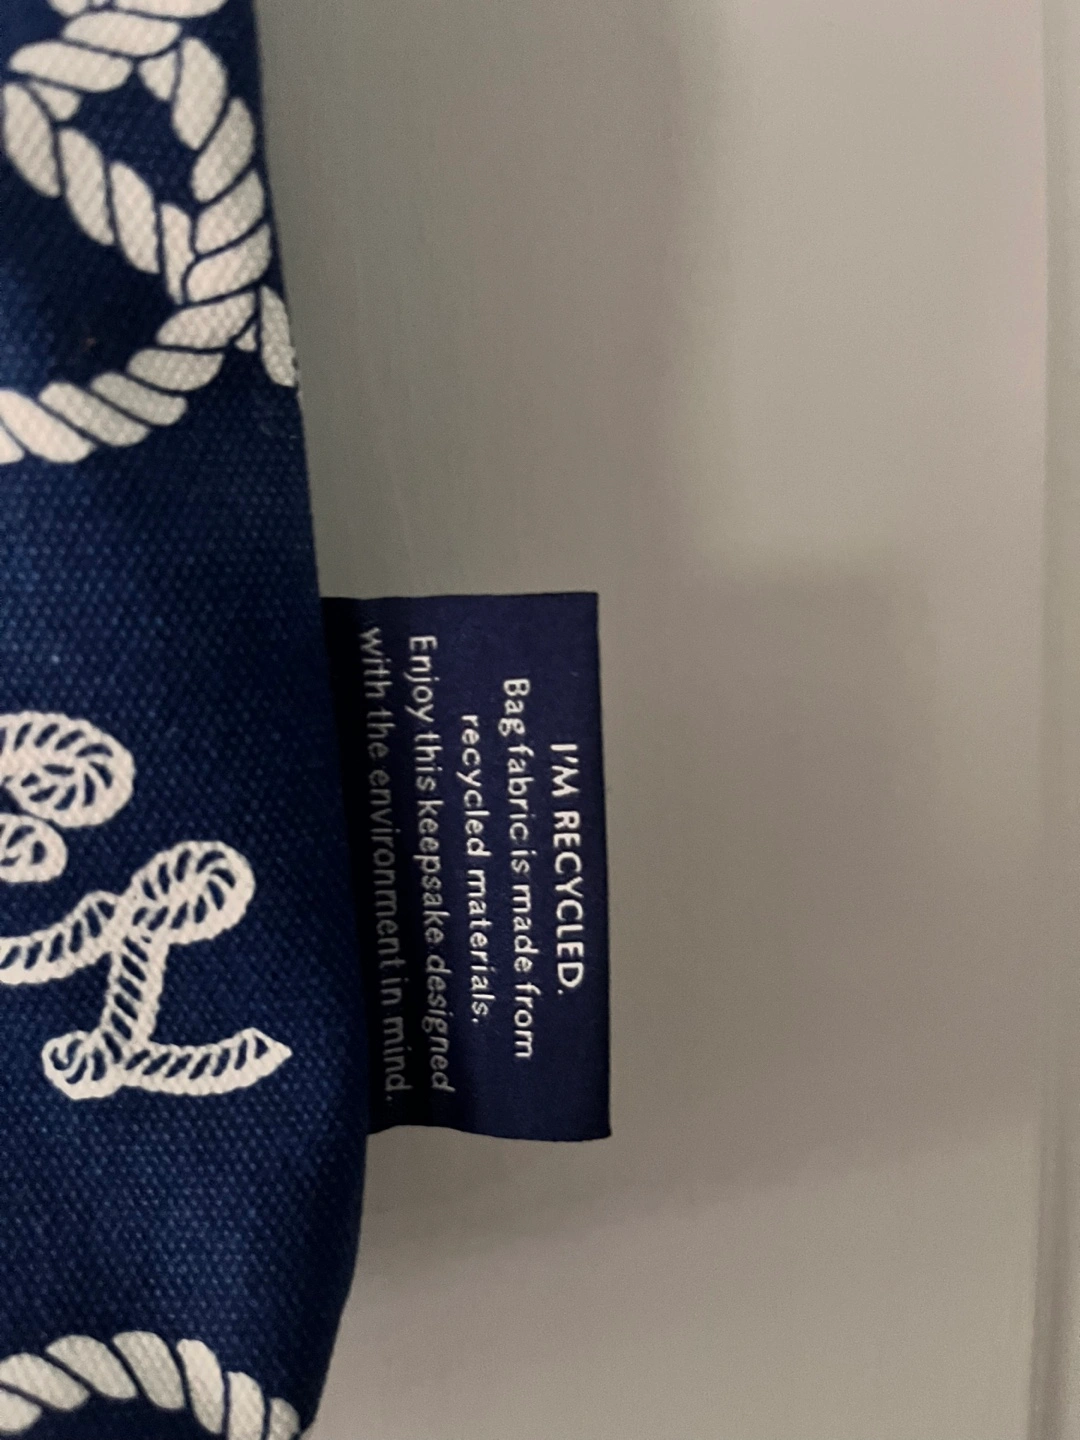 I'M RECYCLED.
Bag fabric is made from
recycled materials.
Enjoy this keepsake designed
with the environment in mind.